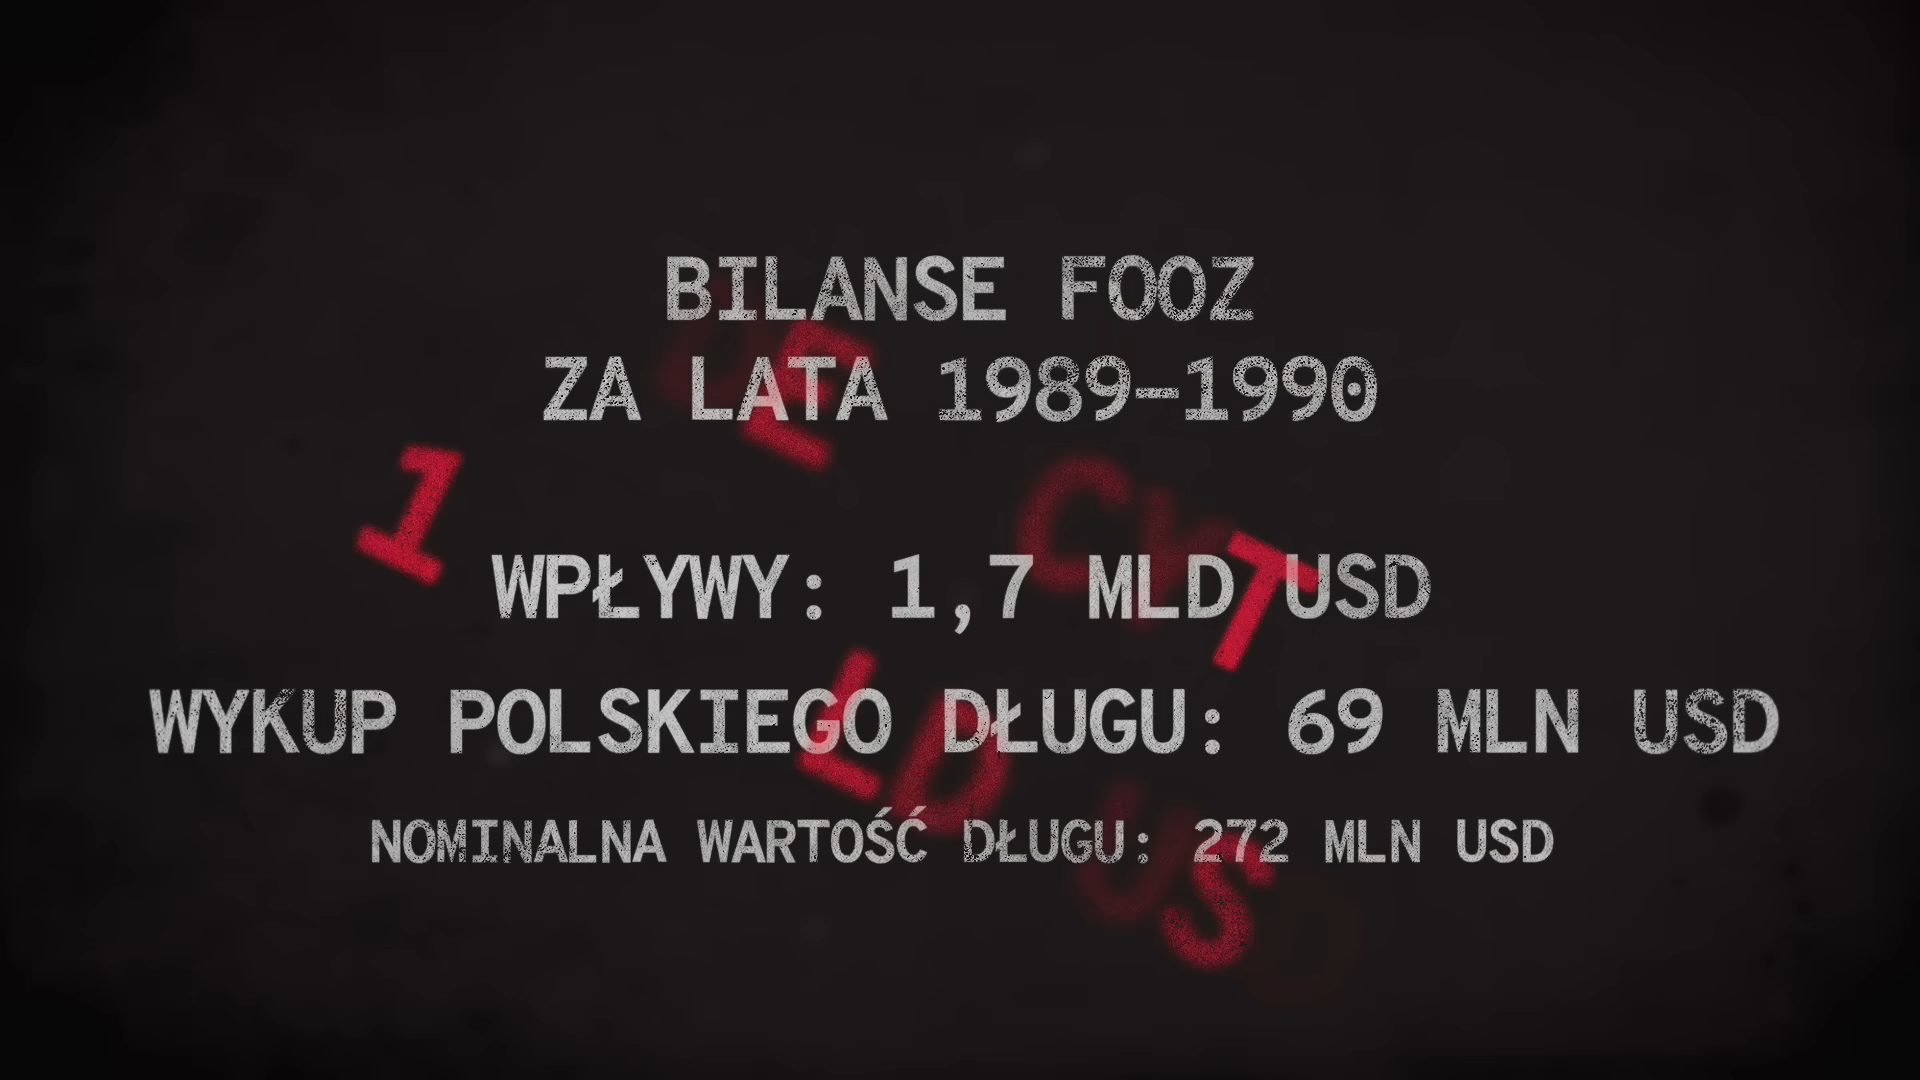 BILANSE FOOZ
ZA LATA 1989–1990
WPŁYWY: 1,7 MLD USD
WYKUP POLSKIEGO DŁUGU: 69 MLN USD
NOMINALNA WARTOŚĆ DŁUGU: 272 MLN USD